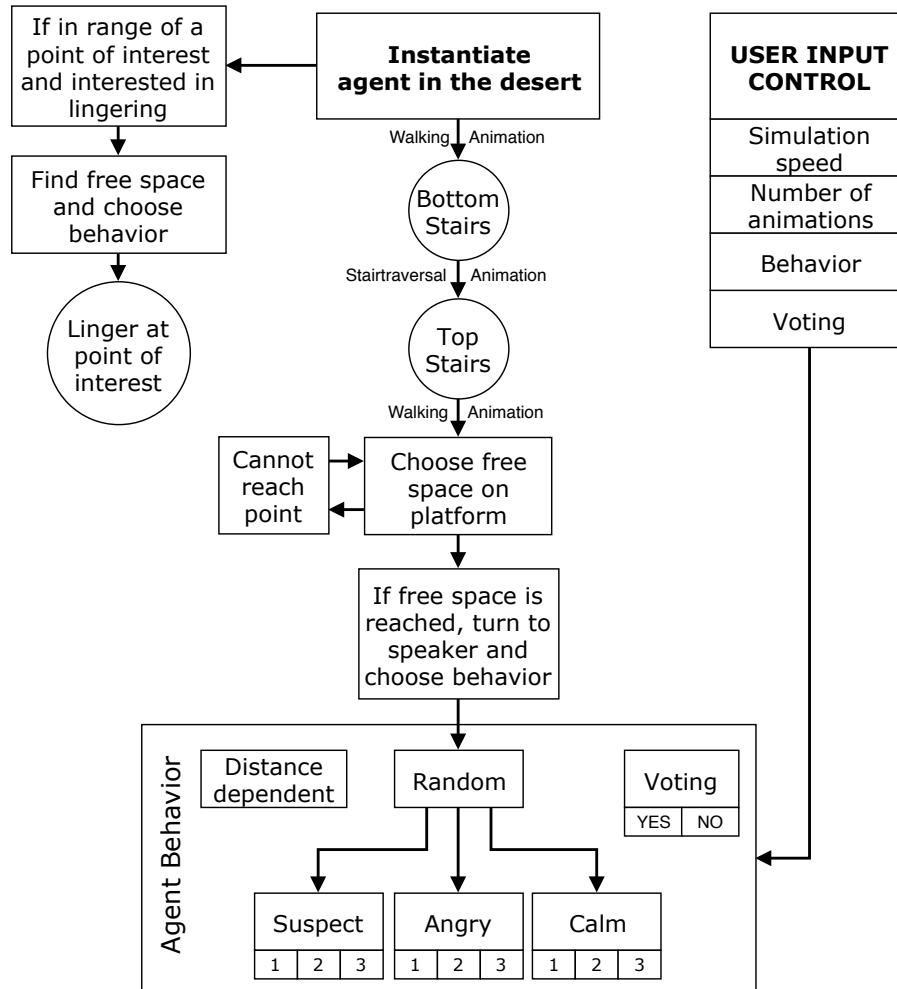 If in range of a
point of interest
and interested in
lingering
Instantiate
agent in the desert
USER INPUT
CONTROL
Walking Animation
Simulation
speed
Find free space
and choose
behavior
Bottom
Stairs
Number of
animations
Behavior
Stairtraversal Animation
Voting
Linger at
point of
interest
Top
Stairs
Walking Animation
Cannot
reach
point
Choose free
space on
platform
If free space is
reached, turn to
speaker and
choose behavior
Agent Behavior
Distance
dependent
Random
Voting
YES NO
Suspect
1 2 3
Angry
1 2 3
Calm
1 2 3